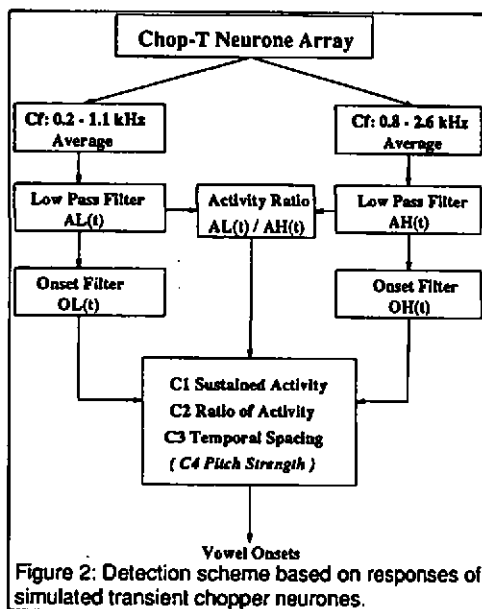 Chop-T Neurone Array
Cf: 0.2 - 1.1 kHz
Average
Cf: 0.8 - 2.6 kHz
Average
Low Pass Filter
AL(t)
Activity Ratio
AL(t) / AH(t)
Low Pass Filter
AH(t)
Onset Filter
OL(t)
Onset Filter
OH(t)
C1 Sustained Activity
C2 Ratio of Activity
C3 Temporal Spacing
( C4 Pitch Strength )
Vowel Onsets
Figure 2: Detection scheme based on responses of
simulated transient chopper neurones.